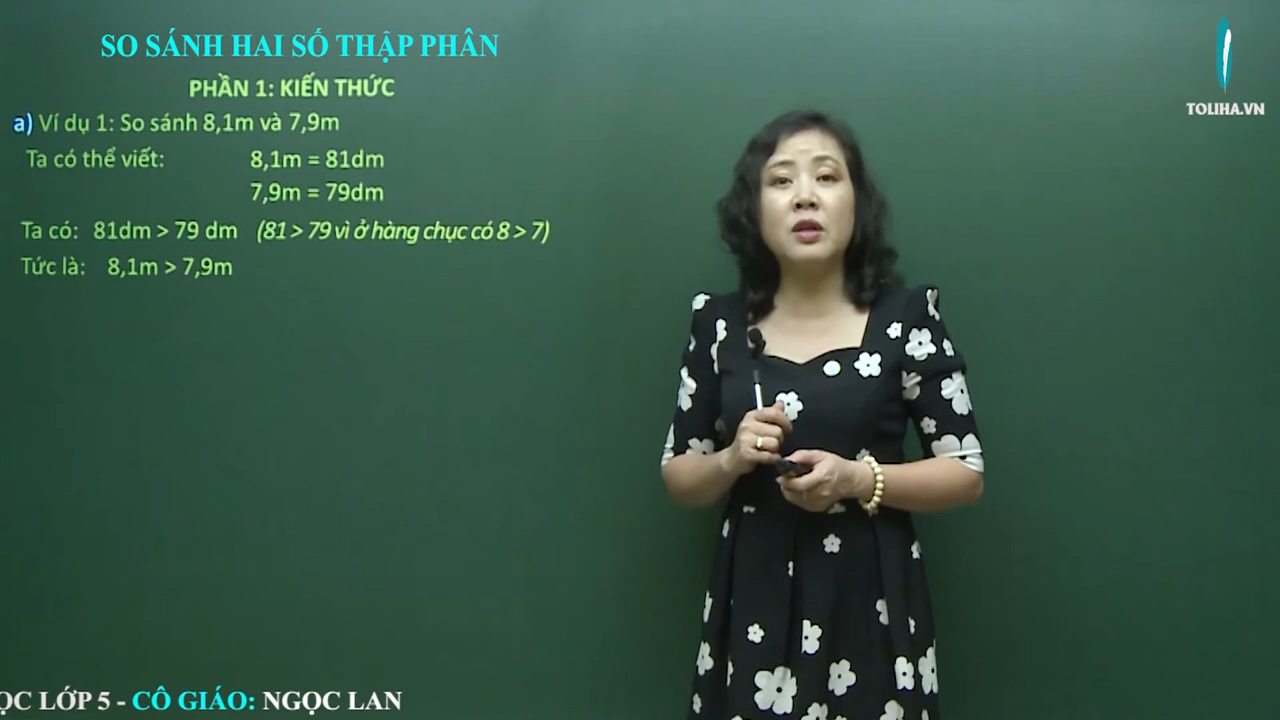 SO SÁNH HAI SỐ THẬP PHÂN
PHẦN 1: KIẾN THỨC
a) Ví dụ 1: So sánh 8,1m và 7,9m
Ta có thể viết: 8,1m = 81dm
7,9m = 79dm
Ta có: 81dm > 79 dm (81 > 79 vì ở hàng chục có 8 > 7)
Tức là: 8,1m > 7,9m
TOLIHA.VN
ỌC LỚP 5 - CÔ GIÁO: NGỌC LAN